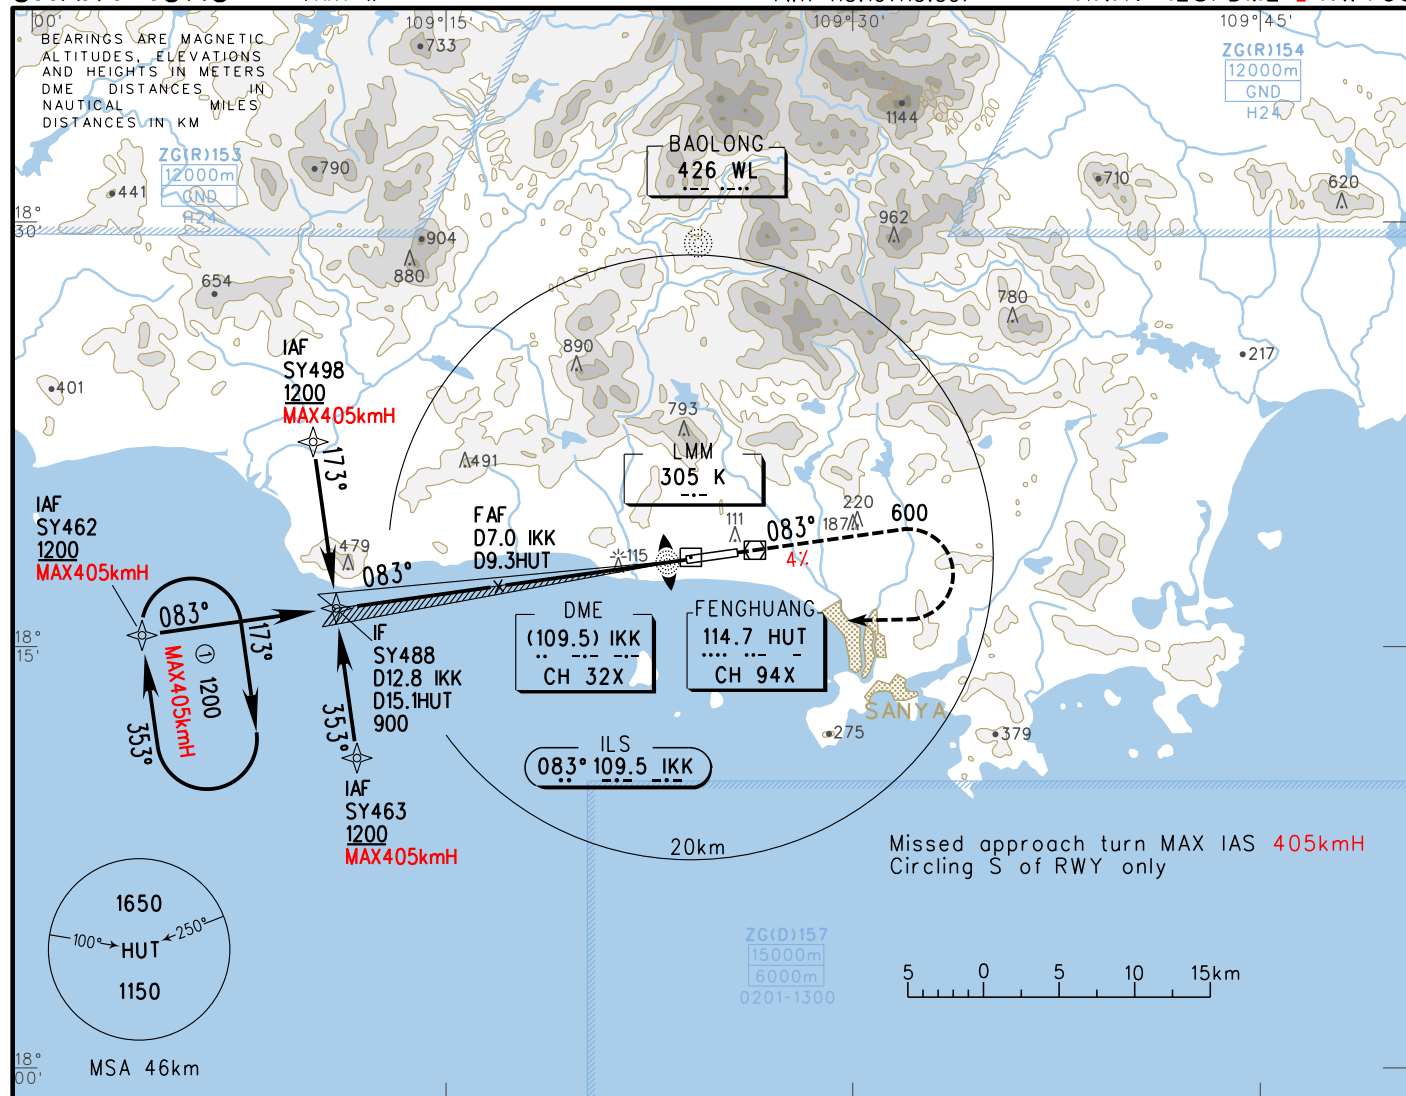 109°15'
109°30'
109°45'
00'
BEARINGS ARE MAGNETIC
ALTITUDES, ELEVATIONS
AND HEIGHTS IN METERS
DME DISTANCES IN
NAUTICAL MILES
DISTANCES IN KM
733
1144
400
200
ZG(R)154
12000m
GND
H24
ZG(R)153
12000m
GND
H24
790
441
BAOLONG
426 WL
710
620
18°
30'
904
880
962
654
780
890
217
401
IAF
SY498
1200
MAX405kmH
173°
793
491
LMM
305 K
IAF
SY462
1200
MAX405kmH
FAF
D7.0 IKK
D9.3HUT
111
083°
4%
220
187
600
479
115
083°
083°
173°
① 1200
MAX405kmH
353°
18°
15'
IF
SY488
D12.8 IKK
D15.1HUT
900
353°
DME
(109.5) IKK
CH 32X
FENGHUANG
114.7 HUT
CH 94X
SANYA
275
379
ILS
083° 109.5 IKK
IAF
SY463
1200
MAX405kmH
20km
Missed approach turn MAX IAS 405kmH
Circling S of RWY only
1650
100°
250°
HUT
1150
MSA 46km
ZG(D)157
15000m
6000m
0201-1300
5 0 5 10 15km
18°
00'